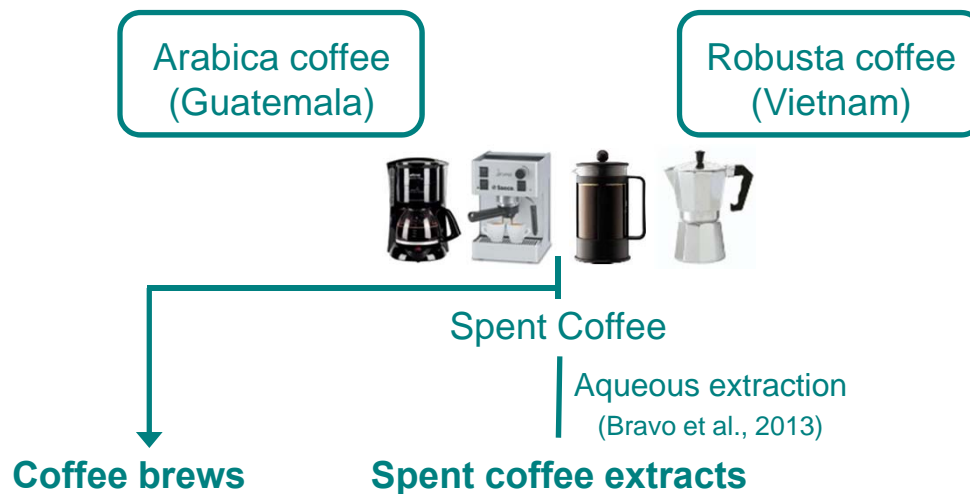 Arabica coffee
(Guatemala)
Robusta coffee
(Vietnam)
Spent Coffee
Aqueous extraction
(Bravo et al., 2013)
Coffee brews
Spent coffee extracts